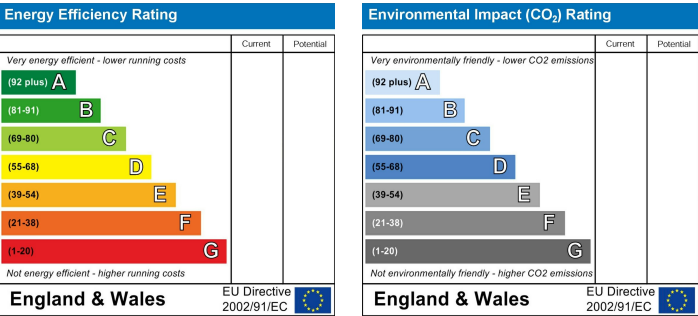 Energy Efficiency Rating
Current Potential
Very energy efficient - lower running costs
(92 plus) A
(81-91) B
(69-80) C
(55-68) D
(39-54) E
(21-38) F
(1-20) G
Not energy efficient - higher running costs
England & Wales
EU Directive
2002/91/EC
Environmental Impact (CO₂) Rating
Current Potential
Very environmentally friendly - lower CO2 emissions
(92 plus) A
(81-91) B
(69-80) C
(55-68) D
(39-54) E
(21-38) F
(1-20) G
Not environmentally friendly - higher CO2 emissions
England & Wales
EU Directive
2002/91/EC